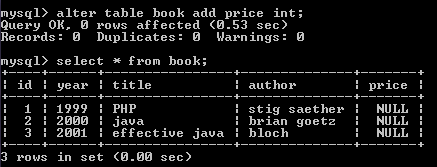 mysql> alter table book add price int;
Query OK, 0 rows affected (0.53 sec)
Records: 0  Duplicates: 0  Warnings: 0
mysql> select * from book;
+----+------+----------------+--------------+-------+
| id | year | title          | author       | price |
+----+------+----------------+--------------+-------+
|  1 | 1999 | PHP            | stig saether |  NULL |
|  2 | 2000 | java           | brian goetz  |  NULL |
|  3 | 2001 | effective java | bloch        |  NULL |
+----+------+----------------+--------------+-------+
3 rows in set (0.00 sec)